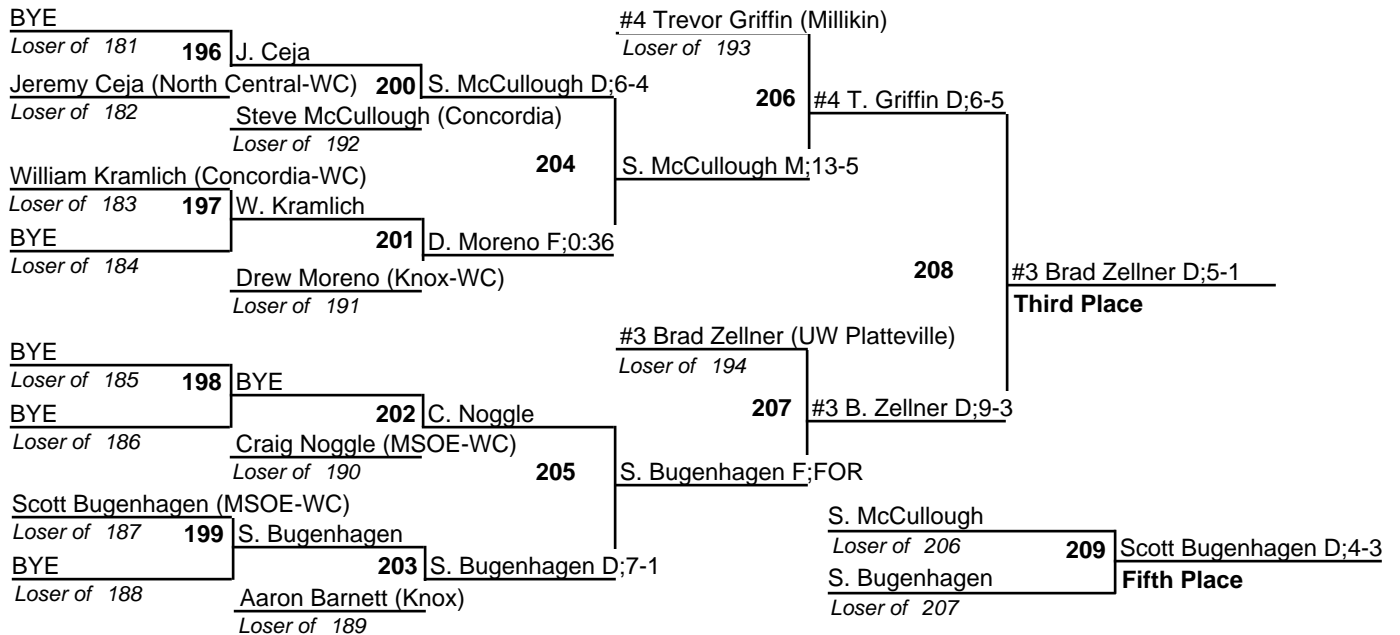 BYE
Loser of 181
196
J. Ceja
Jeremy Ceja (North Central-WC)
Loser of 182
200
S. McCullough D;6-4
Steve McCullough (Concordia)
Loser of 192
William Kramlich (Concordia-WC)
Loser of 183
197
W. Kramlich
BYE
Loser of 184
201
D. Moreno F;0:36
Drew Moreno (Knox-WC)
Loser of 191
204
S. McCullough M;13-5
#4 Trevor Griffin (Millikin)
Loser of 193
206
#4 T. Griffin D;6-5
BYE
Loser of 185
198
BYE
BYE
Loser of 186
202
C. Noggle
Craig Noggle (MSOE-WC)
Loser of 190
Scott Bugenhagen (MSOE-WC)
Loser of 187
199
S. Bugenhagen
BYE
Loser of 188
203
S. Bugenhagen D;7-1
Aaron Barnett (Knox)
Loser of 189
205
S. Bugenhagen F;FOR
#3 Brad Zellner (UW Platteville)
Loser of 194
207
#3 B. Zellner D;9-3
208
#3 Brad Zellner D;5-1
Third Place
S. McCullough
Loser of 206
S. Bugenhagen
Loser of 207
209
Scott Bugenhagen D;4-3
Fifth Place